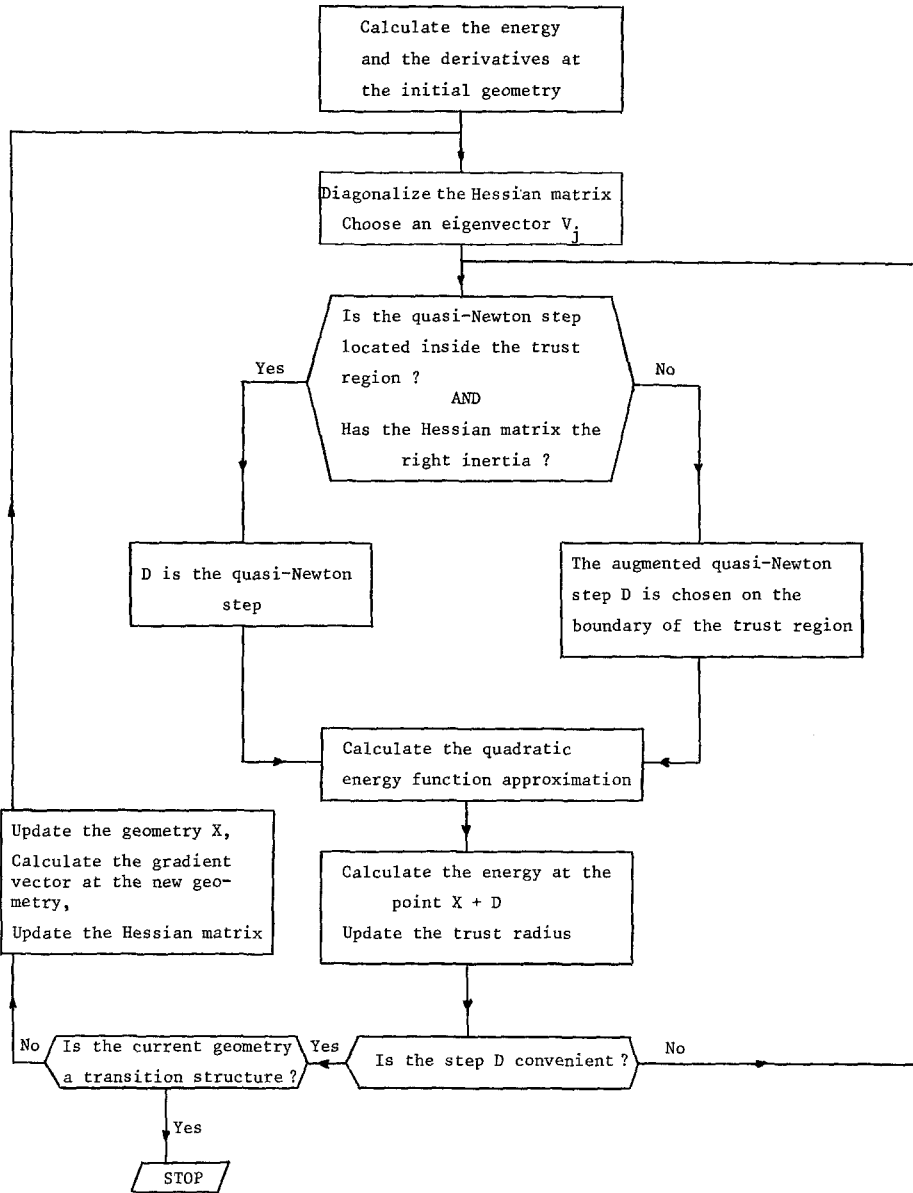 Calculate the energy
and the derivatives at
the initial geometry
Diagonalize the Hessian matrix
Choose an eigenvector Vj
Is the quasi-Newton step
located inside the trust
region ?
AND
Has the Hessian matrix the
right inertia ?
Yes
No
D is the quasi-Newton
step
The augmented quasi-Newton
step D is chosen on the
boundary of the trust region
Calculate the quadratic
energy function approximation
Update the geometry X,
Calculate the gradient
vector at the new geo-
metry,
Update the Hessian matrix
Calculate the energy at the
point X + D
Update the trust radius
No
Is the current geometry
a transition structure ?
Yes
Is the step D convenient ?
No
Yes
STOP